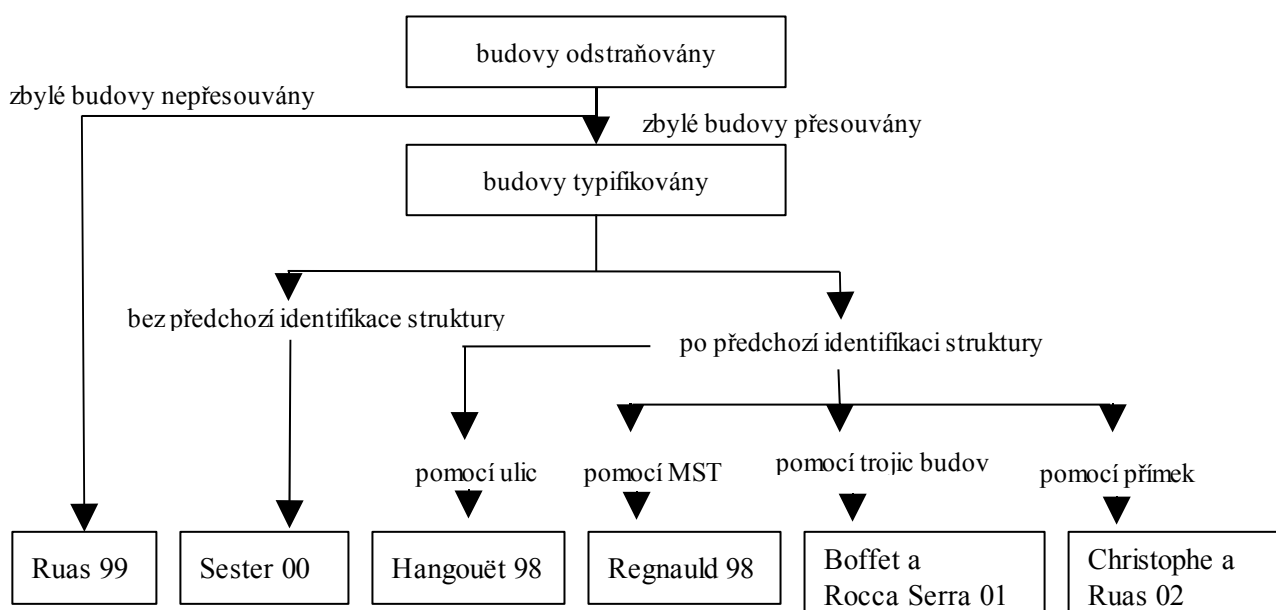 budovy odstraňovány
zbylé budovy nepřesouvány
zbylé budovy přesouvány
budovy typifikovány
bez předchozí identifikace struktury
po předchozí identifikaci struktury
pomocí ulic
pomocí MST
pomocí trojic budov
pomocí přímek
Ruas 99
Sester 00
Hangouët 98
Regnauld 98
Boffet a
Rocca Serra 01
Christophe a
Ruas 02